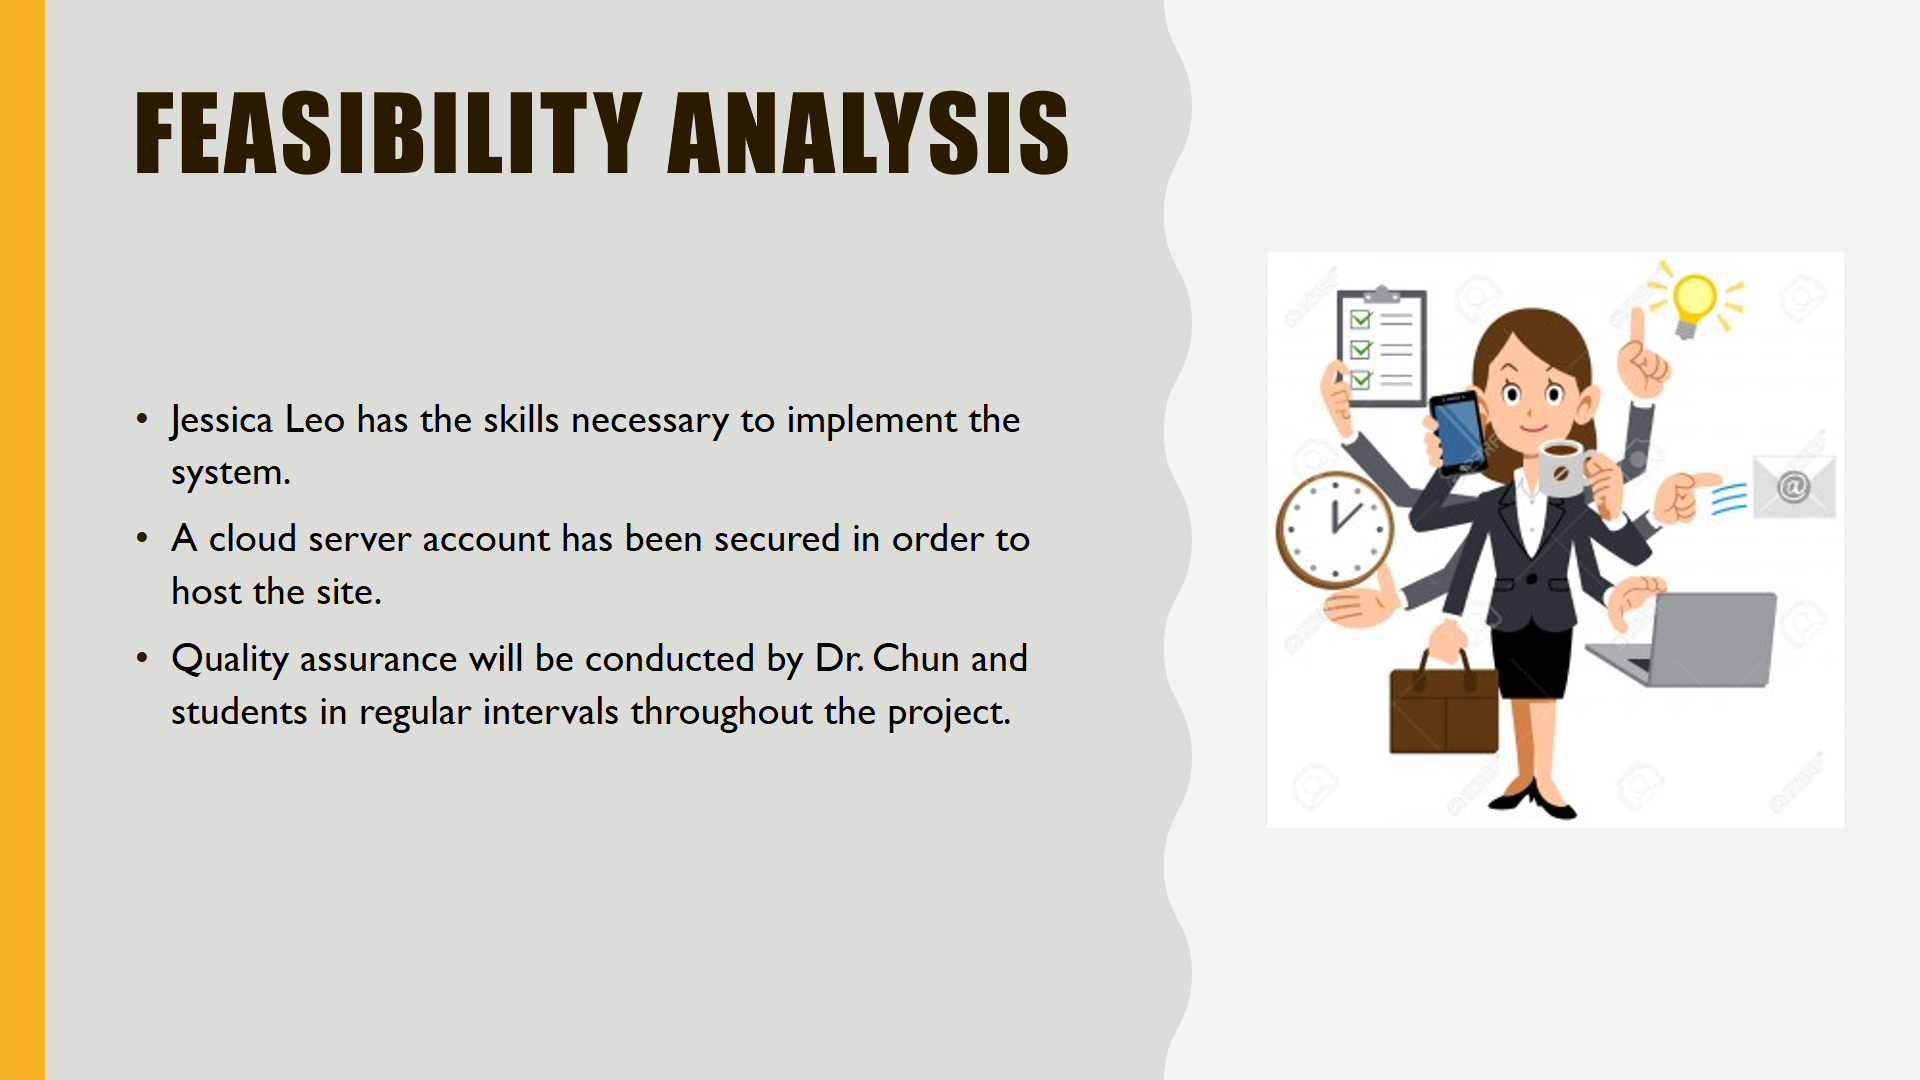 FEASIBILITY ANALYSIS
• Jessica Leo has the skills necessary to implement the
system.
• A cloud server account has been secured in order to
host the site.
• Quality assurance will be conducted by Dr. Chun and
students in regular intervals throughout the project.
@